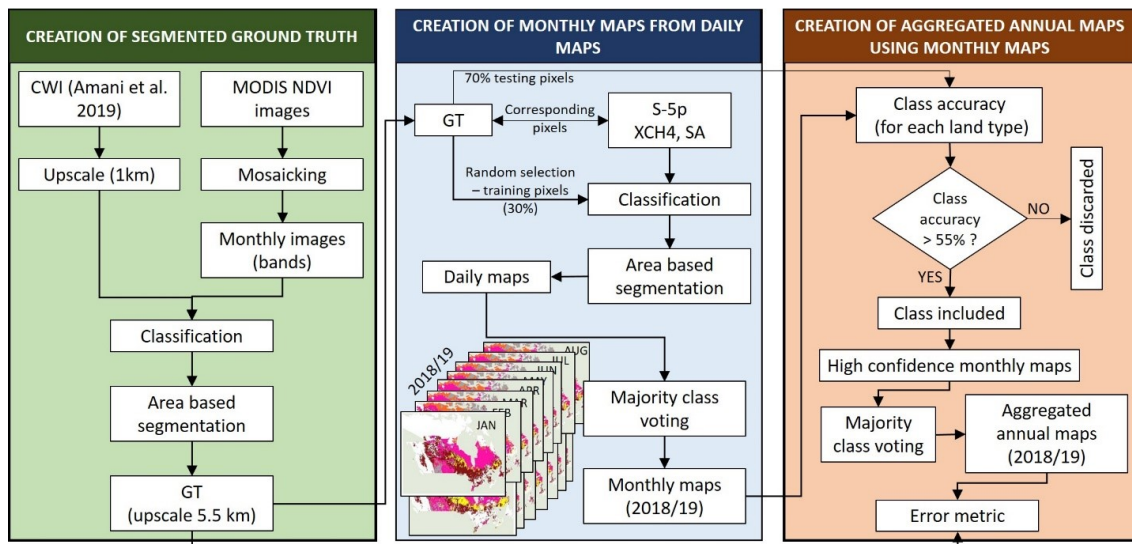 CREATION OF SEGMENTED GROUND TRUTH
CWI (Amani et al.
2019)
MODIS NDVI
images
Upscale (1km)
Mosaicking
Monthly images
(bands)
Classification
Area based
segmentation
GT
(upscale 5.5 km)
CREATION OF MONTHLY MAPS FROM DAILY
MAPS
70% testing pixels
GT
Corresponding
pixels
S-5p
XCH4, SA
Random selection
– training pixels
(30%)
Classification
Area based
segmentation
Daily maps
2018/19
AUG
JUL
JUN
MAY
APR
MAR
FEB
JAN
Majority class
voting
Monthly maps
(2018/19)
CREATION OF AGGREGATED ANNUAL MAPS
USING MONTHLY MAPS
Class accuracy
(for each land type)
Class
accuracy
> 55% ?
NO
Class discarded
YES
Class included
High confidence monthly maps
Majority
class voting
Aggregated
annual maps
(2018/19)
Error metric